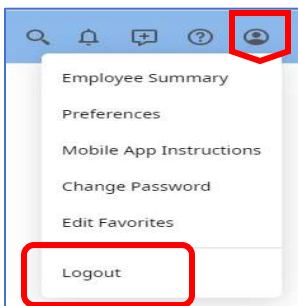 Employee Summary
Preferences
Mobile App Instructions
Change Password
Edit Favorites
Logout